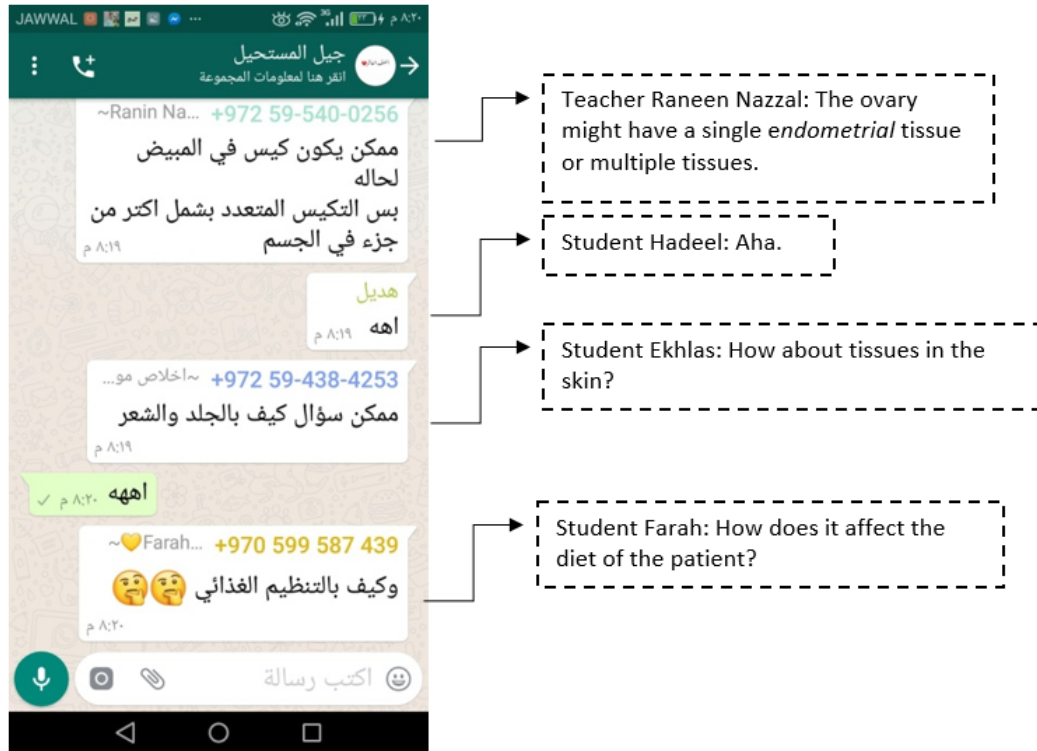 JAWWAL ٨:٢٠ م
جيل المستحيل
انقر هنا لمعلومات المجموعة
~Ranin Na... +972 59-540-0256
ممكن يكون كيس في المبيض
لحاله
بس التكيس المتعدد بشمل اكتر من
جزء في الجسم
٨:١٩ م
هديل
اهه
٨:١٩ م
~اخلاص مو... +972 59-438-4253
ممكن سؤال كيف بالجلد والشعر
٨:١٩ م
اههه
٨:٢٠ م
~💛Farah... +970 599 587 439
وكيف بالتنظيم الغذائي 🤔🤔
٨:٢٠ م
اكتب رسالة
Teacher Raneen Nazzal: The ovary
might have a single endometrial tissue
or multiple tissues.
Student Hadeel: Aha.
Student Ekhlas: How about tissues in the
skin?
Student Farah: How does it affect the
diet of the patient?